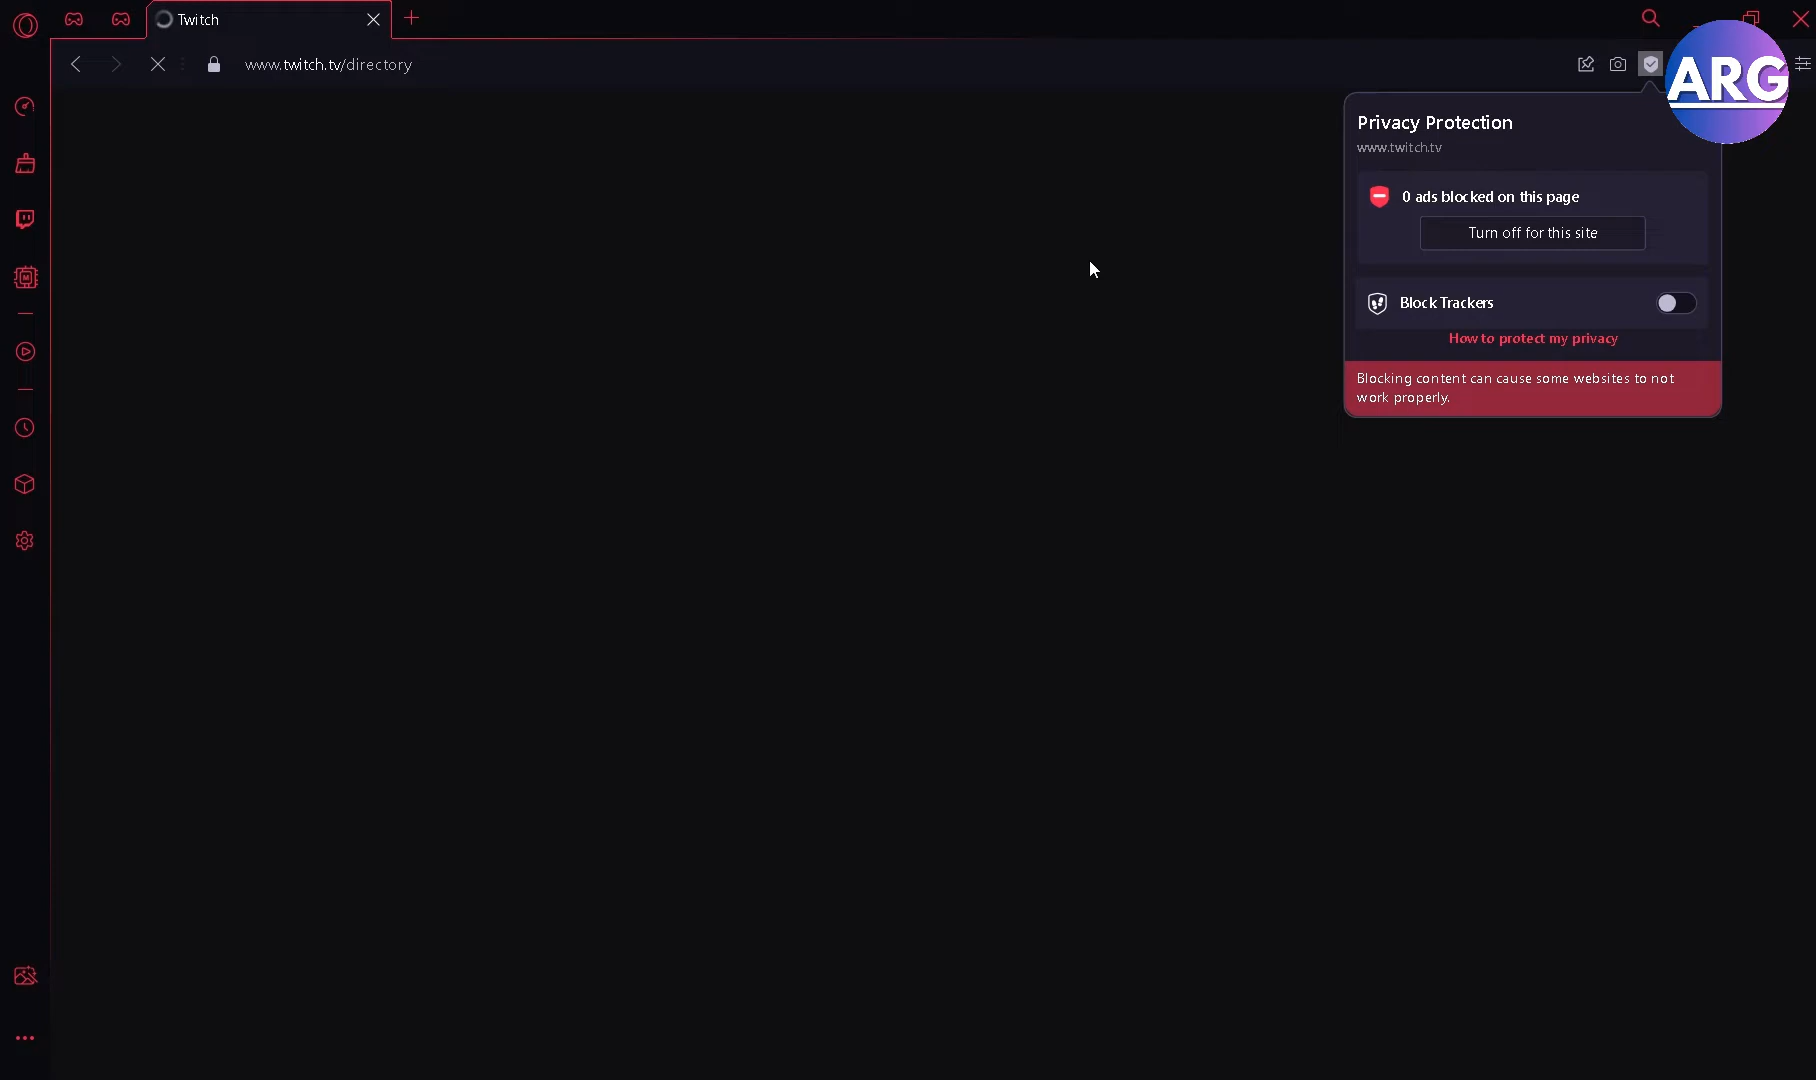 Twitch
www.twitch.tv/directory
ARG
Privacy Protection
www.twitch.tv
0 ads blocked on this page
Turn off for this site
Block Trackers
How to protect my privacy
Blocking content can cause some websites to not
work properly.